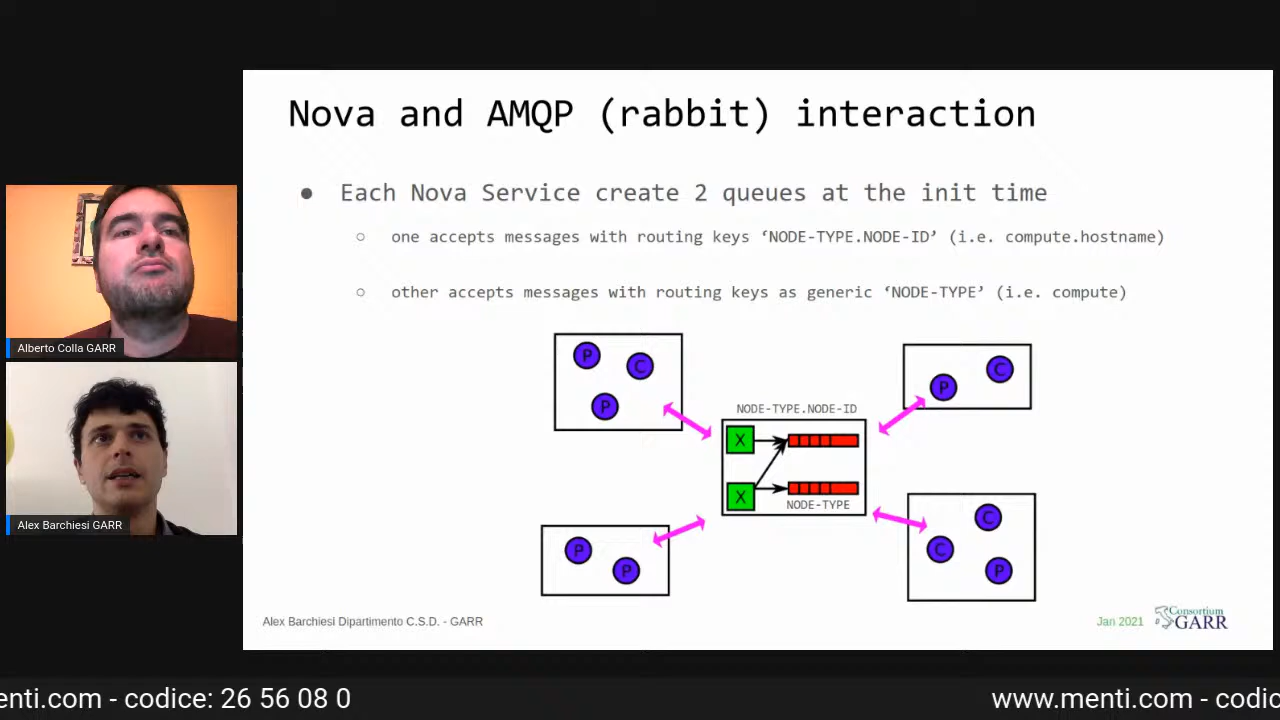 Nova and AMQP (rabbit) interaction
● Each Nova Service create 2 queues at the init time
○ one accepts messages with routing keys ‘NODE-TYPE.NODE-ID’ (i.e. compute.hostname)
○ other accepts messages with routing keys as generic ‘NODE-TYPE’ (i.e. compute)
P
C
P
P
C
NODE-TYPE.NODE-ID
X
X
NODE-TYPE
P
P
C
C
P
Alberto Colla GARR
Alex Barchiesi GARR
Alex Barchiesi Dipartimento C.S.D. - GARR
Jan 2021
Consortium
GARR
enti.com - codice: 26 56 08 0
www.menti.com - codic